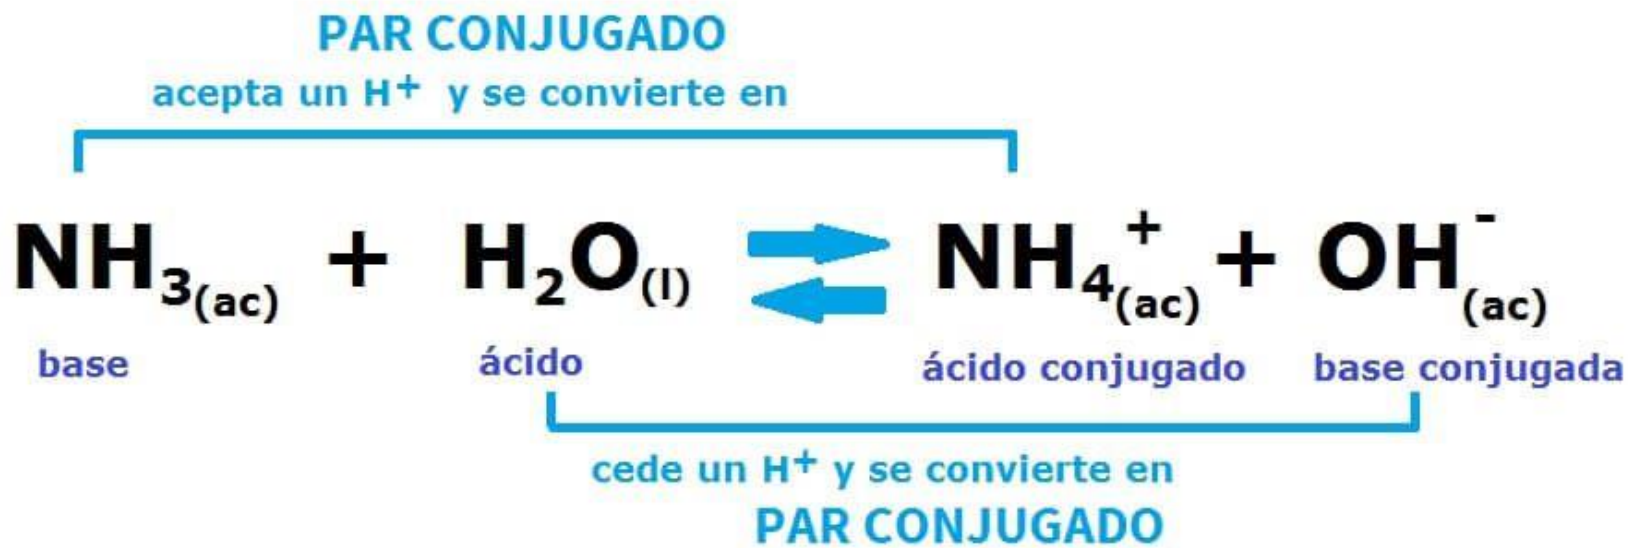 PAR CONJUGADO
acepta un H⁺ y se convierte en
NH₃(ac) + H₂O(l) ⇌ NH₄⁺(ac) + OH⁻(ac)
base ácido ácido conjugado base conjugada
cede un H⁺ y se convierte en
PAR CONJUGADO